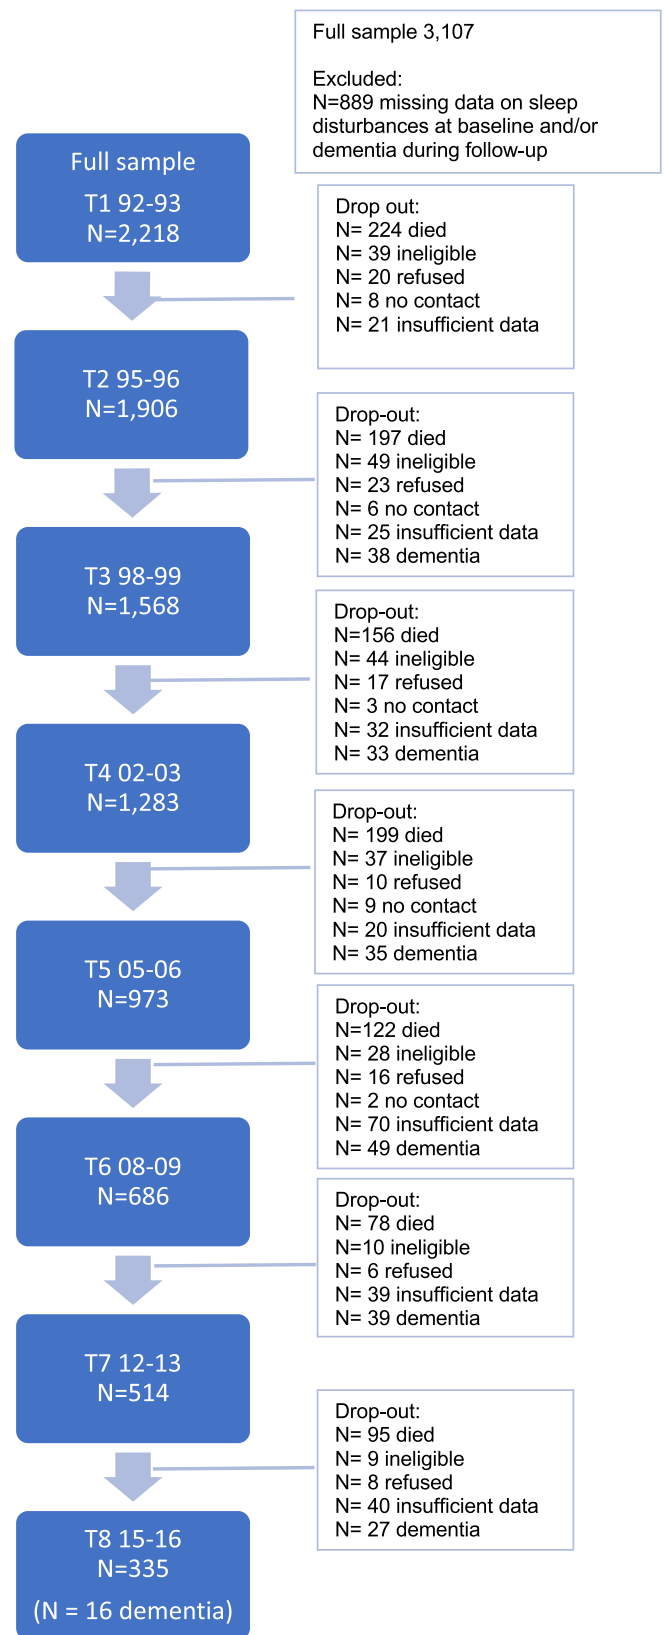 Full sample 3,107
Excluded:
N=889 missing data on sleep
disturbances at baseline and/or
dementia during follow-up
Full sample
T1 92-93
N=2,218
Drop out:
N= 224 died
N= 39 ineligible
N= 20 refused
N= 8 no contact
N= 21 insufficient data
T2 95-96
N=1,906
Drop-out:
N= 197 died
N= 49 ineligible
N= 23 refused
N= 6 no contact
N= 25 insufficient data
N= 38 dementia
T3 98-99
N=1,568
Drop-out:
N=156 died
N= 44 ineligible
N= 17 refused
N= 3 no contact
N= 32 insufficient data
N= 33 dementia
T4 02-03
N=1,283
Drop-out:
N= 199 died
N= 37 ineligible
N= 10 refused
N= 9 no contact
N= 20 insufficient data
N= 35 dementia
T5 05-06
N=973
Drop-out:
N=122 died
N= 28 ineligible
N= 16 refused
N= 2 no contact
N= 70 insufficient data
N= 49 dementia
T6 08-09
N=686
Drop-out:
N= 78 died
N=10 ineligible
N= 6 refused
N= 39 insufficient data
N= 39 dementia
T7 12-13
N=514
Drop-out:
N= 95 died
N= 9 ineligible
N= 8 refused
N= 40 insufficient data
N= 27 dementia
T8 15-16
N=335
(N = 16 dementia)